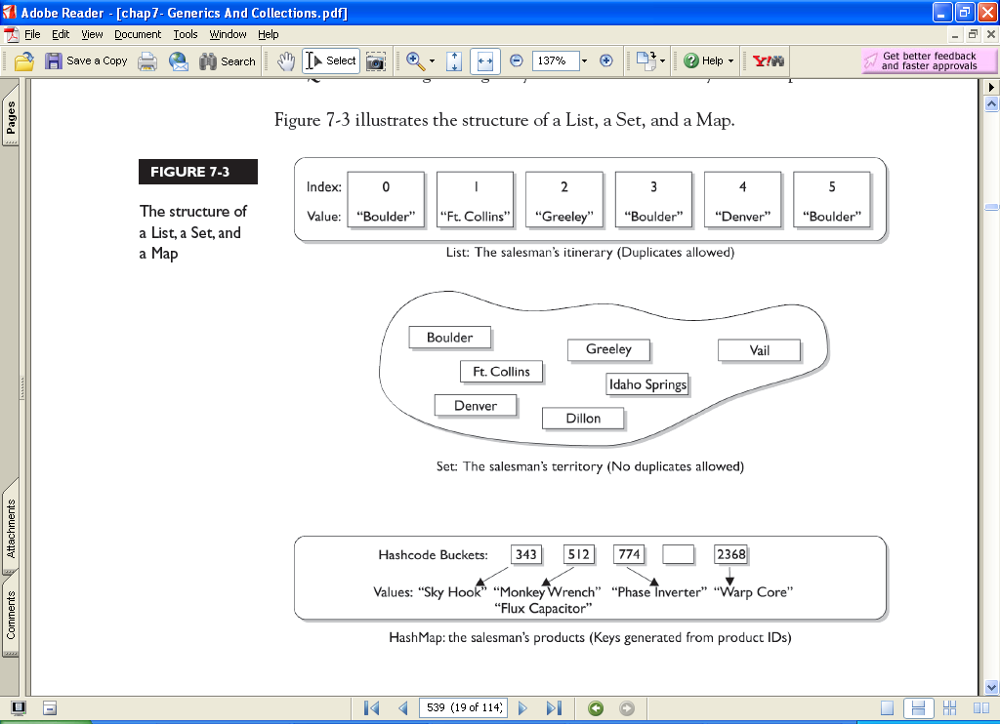 Adobe Reader - [chap7- Generics And Collections.pdf]
File Edit View Document Tools Window Help
Save a Copy Search Select 137% Help Y! Get better feedback
and faster approvals
Pages
Figure 7-3 illustrates the structure of a List, a Set, and a Map.
FIGURE 7-3
The structure of
a List, a Set, and
a Map
Index: 0 1 2 3 4 5
Value: “Boulder” “Ft. Collins” “Greeley” “Boulder” “Denver” “Boulder”
List: The salesman’s itinerary (Duplicates allowed)
Boulder
Greeley
Vail
Ft. Collins
Idaho Springs
Denver
Dillon
Set: The salesman’s territory (No duplicates allowed)
Attachments
Comments
Hashcode Buckets: 343 512 774 2368
Values: “Sky Hook” “Monkey Wrench” “Phase Inverter” “Warp Core”
“Flux Capacitor”
HashMap: the salesman’s products (Keys generated from product IDs)
539 (19 of 114)